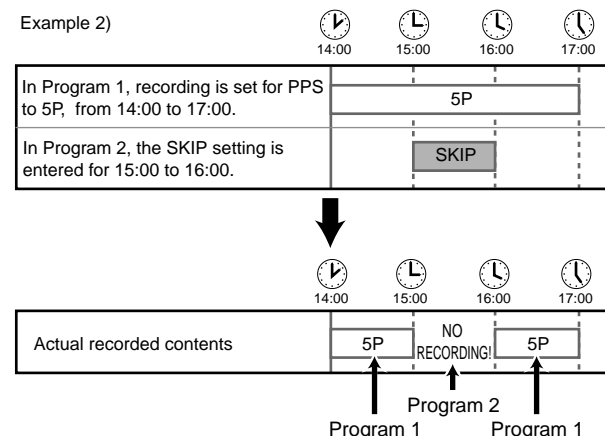 Example 2)
14:00 15:00 16:00 17:00
In Program 1, recording is set for PPS
to 5P,  from 14:00 to 17:00.
5P
In Program 2, the SKIP setting is
entered for 15:00 to 16:00.
SKIP
14:00 15:00 16:00 17:00
Actual recorded contents
5P
NO
RECORDING!
5P
Program 2
Program 1 Program 1